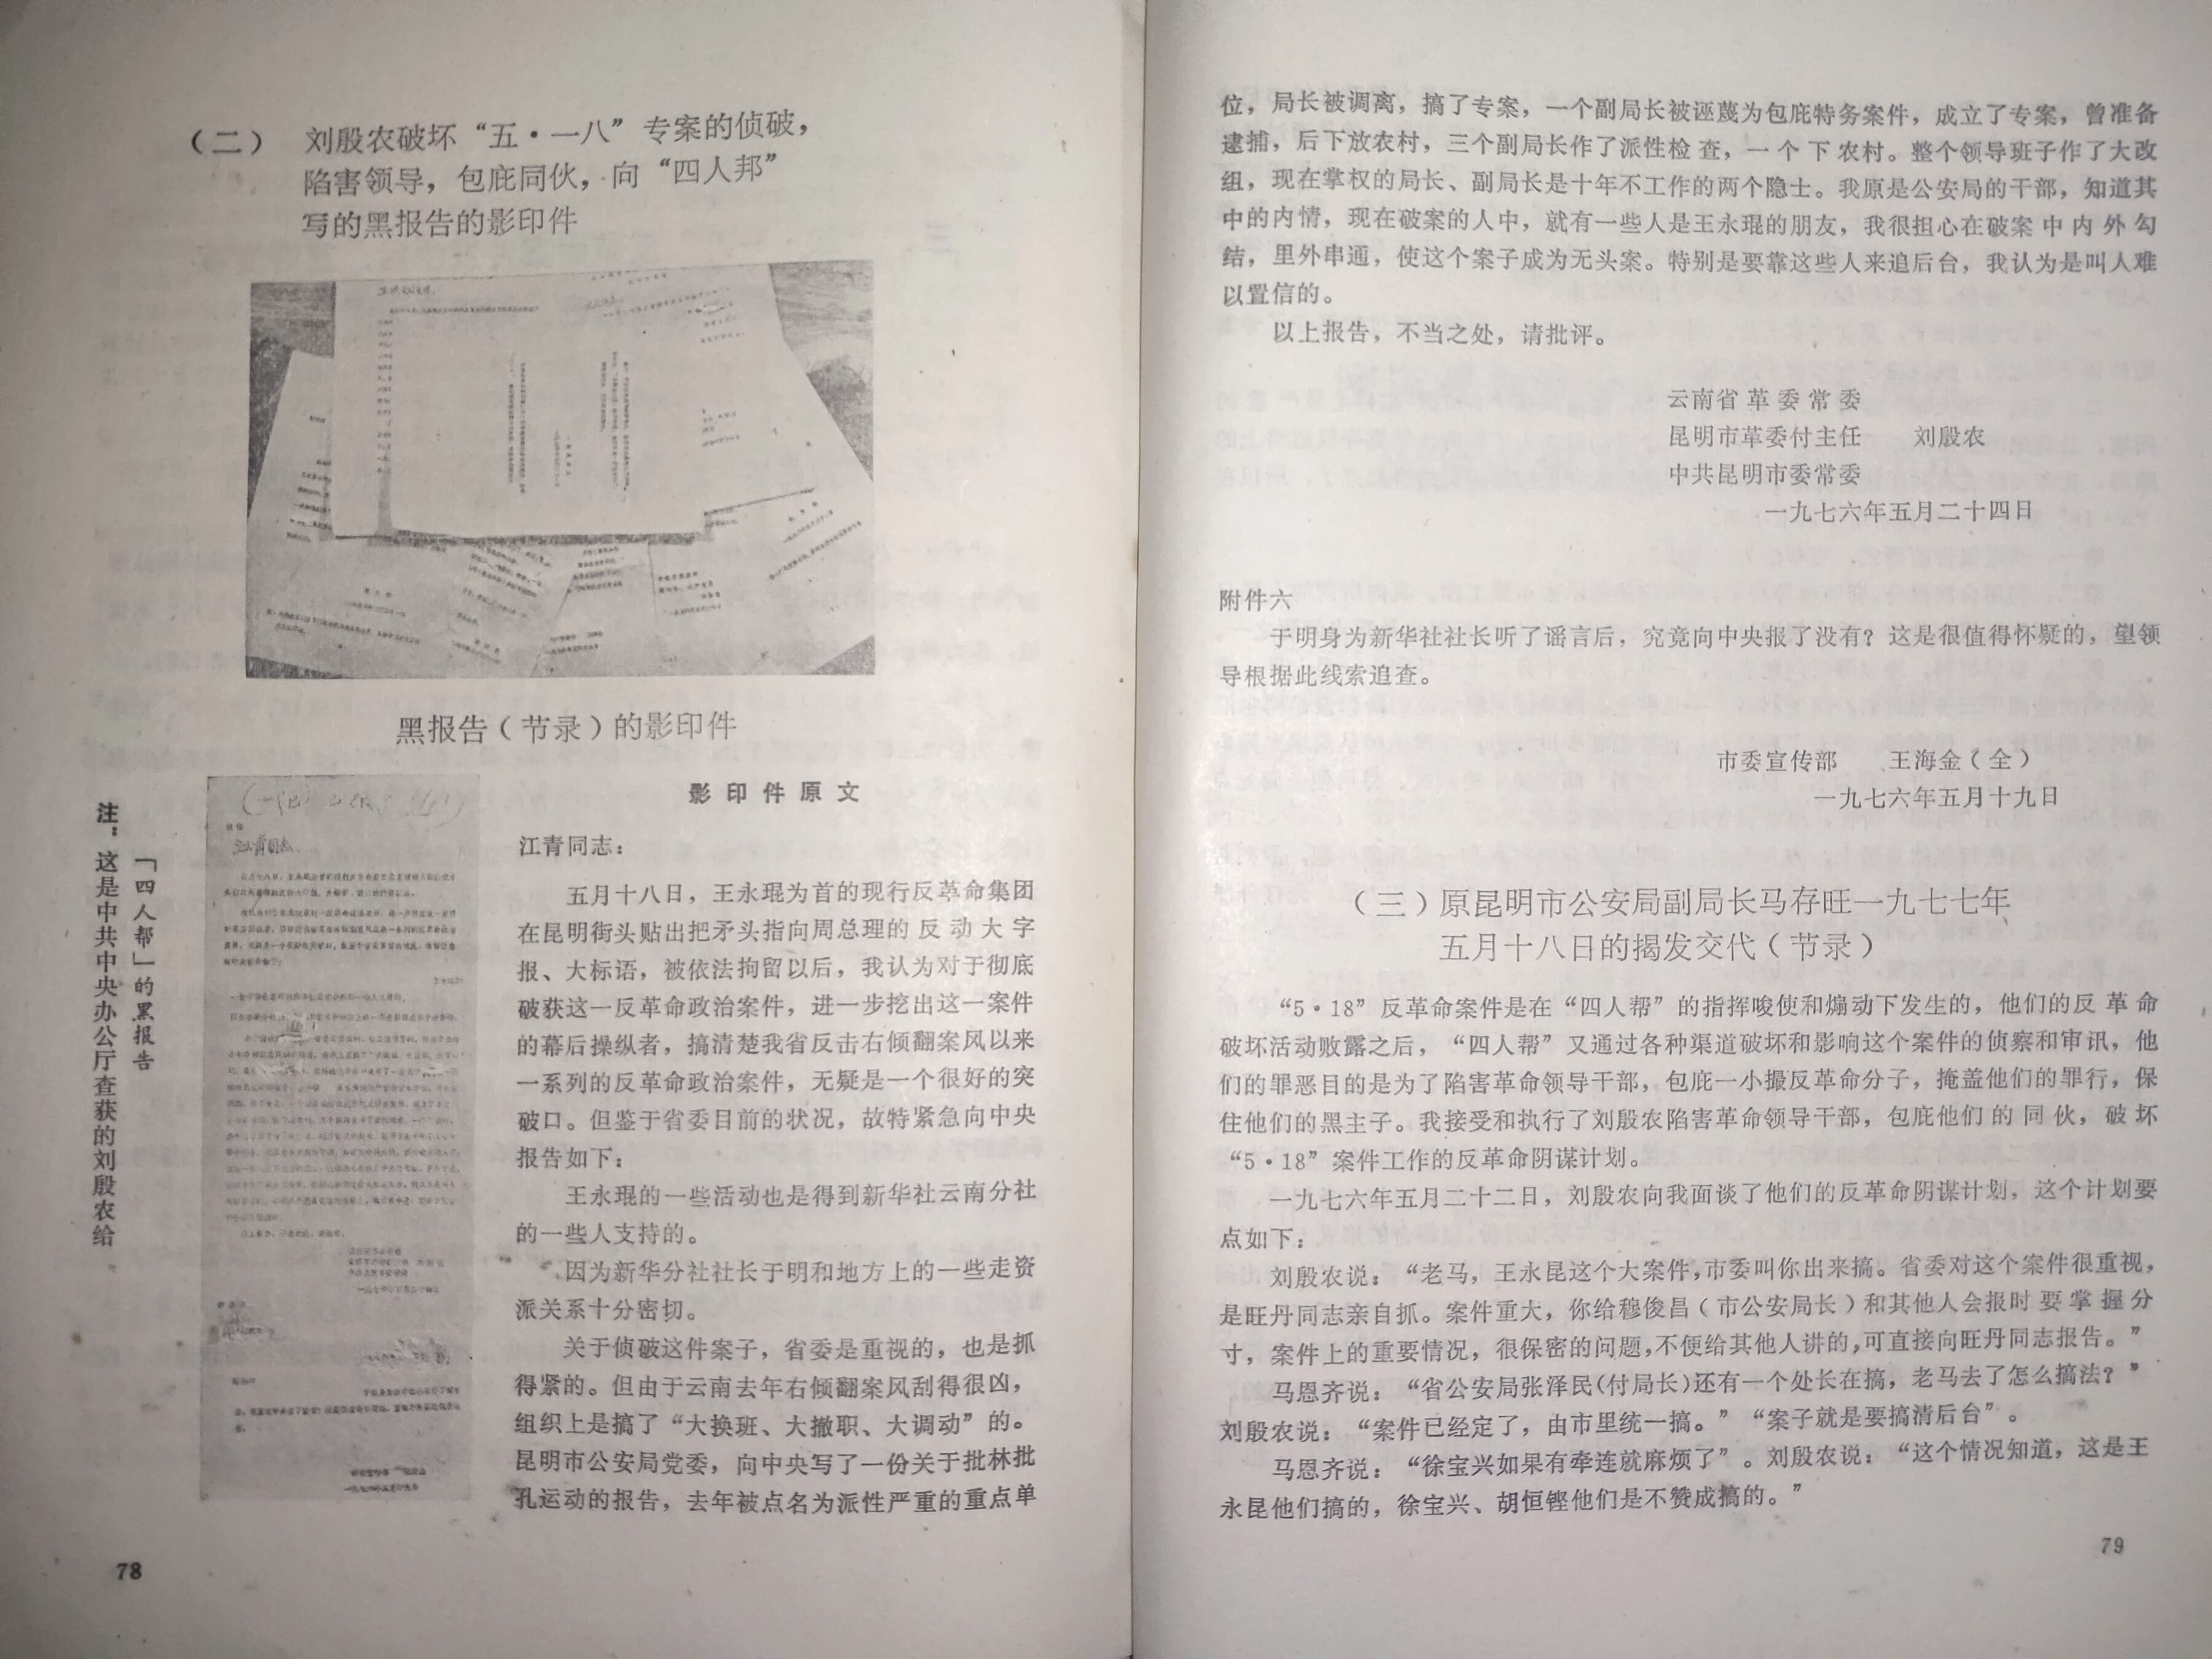 （二） 刘殷农破坏“五·一八”专案的侦破，
陷害领导，包庇同伙，向“四人邦”
写的黑报告的影印件
黑报告（节录）的影印件
注：这是中共中央办公厅查获的刘殷农给
「四人帮」的黑报告
江青同志
影印件原文
江青同志：
五月十八日，王永琨为首的现行反革命集团
在昆明街头贴出把矛头指向周总理的反动大字
报、大标语，被依法拘留以后，我认为对于彻底
破获这一反革命政治案件，进一步挖出这一案件
的幕后操纵者，搞清楚我省反击右倾翻案风以来
一系列的反革命政治案件，无疑是一个很好的突
破口。但鉴于省委目前的状况，故特紧急向中央
报告如下：
王永琨的一些活动也是得到新华社云南分社
的一些人支持的。
因为新华分社社长于明和地方上的一些走资
派关系十分密切。
关于侦破这件案子，省委是重视的，也是抓
得紧的。但由于云南去年右倾翻案风刮得很凶，
组织上是搞了“大换班、大撤职、大调动”的。
昆明市公安局党委，向中央写了一份关于批林批
孔运动的报告，去年被点名为派性严重的重点单
78
位，局长被调离，搞了专案，一个副局长被诬蔑为包庇特务案件，成立了专案，曾准备
逮捕，后下放农村，三个副局长作了派性检查，一个下农村。整个领导班子作了大改
组，现在掌权的局长、副局长是十年不工作的两个隐士。我原是公安局的干部，知道其
中的内情，现在破案的人中，就有一些人是王永琨的朋友，我很担心在破案中内外勾
结，里外串通，使这个案子成为无头案。特别是要靠这些人来追后台，我认为是叫人难
以置信的。
以上报告，不当之处，请批评。
云南省革委常委
昆明市革委付主任 刘殷农
中共昆明市委常委
一九七六年五月二十四日
附件六
于明身为新华社社长听了谣言后，究竟向中央报了没有？这是很值得怀疑的，望领
导根据此线索追查。
市委宣传部 王海金（全）
一九七六年五月十九日
（三）原昆明市公安局副局长马存旺一九七七年
五月十八日的揭发交代（节录）
“5·18”反革命案件是在“四人帮”的指挥唆使和煽动下发生的，他们的反革命
破坏活动败露之后，“四人帮”又通过各种渠道破坏和影响这个案件的侦察和审讯，他
们的罪恶目的是为了陷害革命领导干部，包庇一小撮反革命分子，掩盖他们的罪行，保
住他们的黑主子。我接受和执行了刘殷农陷害革命领导干部，包庇他们的同伙，破坏
“5·18”案件工作的反革命阴谋计划。
一九七六年五月二十二日，刘殷农向我面谈了他们的反革命阴谋计划，这个计划要
点如下：
刘殷农说：“老马，王永昆这个大案件，市委叫你出来搞。省委对这个案件很重视，
是旺丹同志亲自抓。案件重大，你给穆俊昌（市公安局长）和其他人会报时要掌握分
寸，案件上的重要情况，很保密的问题，不便给其他人讲的，可直接向旺丹同志报告。”
马恩齐说：“省公安局张泽民（付局长）还有一个处长在搞，老马去了怎么搞法？”
刘殷农说：“案件已经定了，由市里统一搞。”“案子就是要搞清后台”。
马恩齐说：“徐宝兴如果有牵连就麻烦了”。刘殷农说：“这个情况知道，这是王
永昆他们搞的，徐宝兴、胡恒铿他们是不赞成搞的。”
79